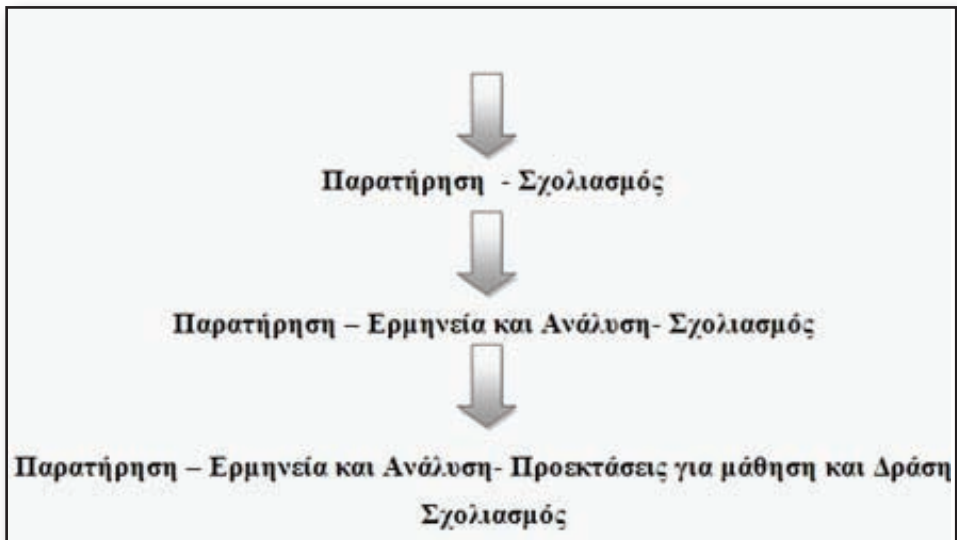 Παρατήρηση - Σχολιασμός
Παρατήρηση – Ερμηνεία και Ανάλυση- Σχολιασμός
Παρατήρηση – Ερμηνεία και Ανάλυση- Προεκτάσεις για μάθηση και Δράση
Σχολιασμός